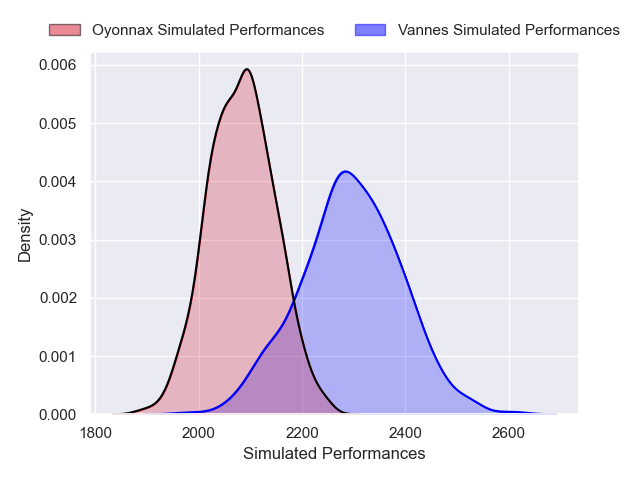 Oyonnax Simulated Performances Vannes Simulated Performances
0.006
0.005
0.004
0.003
0.002
0.001
0.000
Density
1800 2000 2200 2400 2600
Simulated Performances